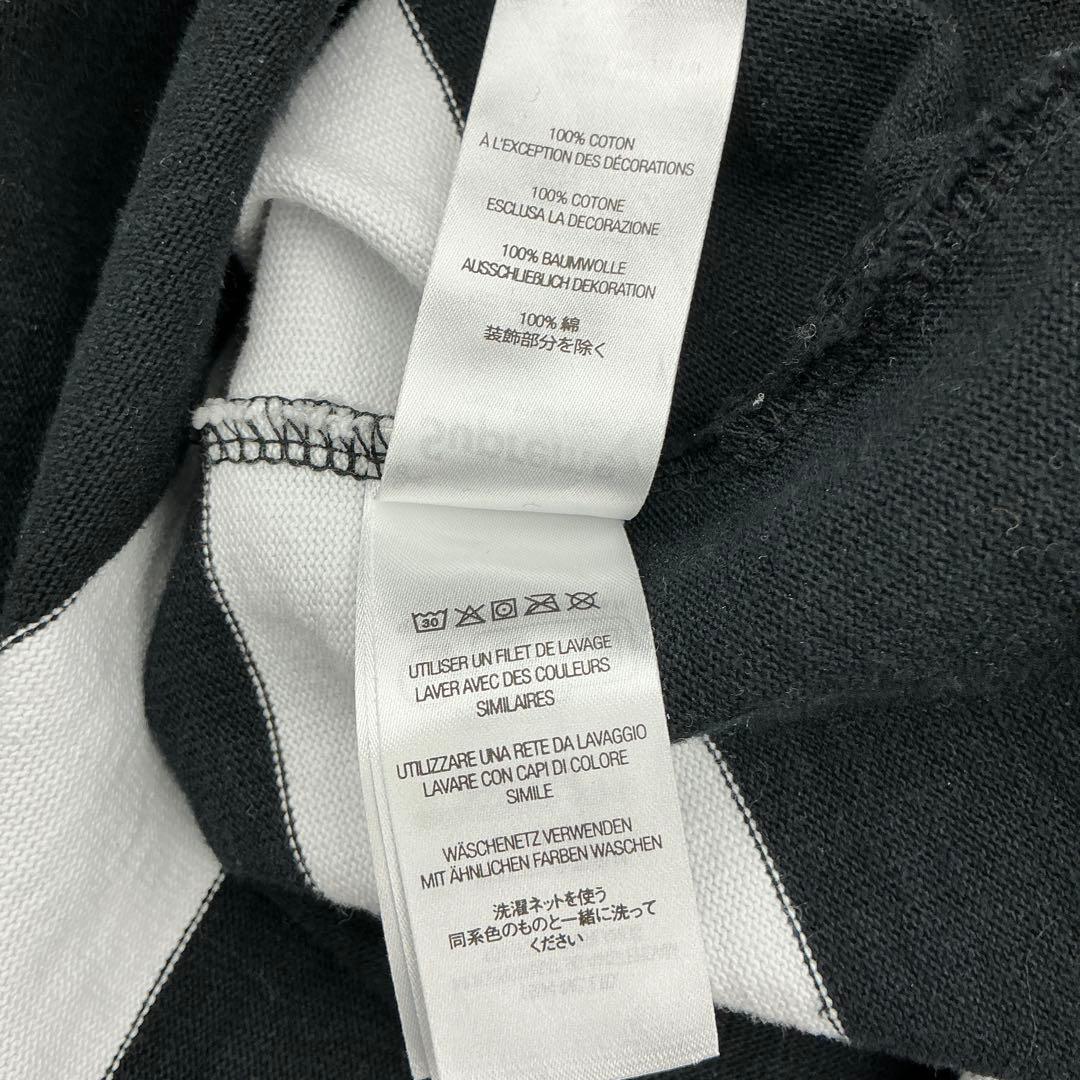 100% COTON
À L'EXCEPTION DES DÉCORATIONS
100% COTONE
ESCLUSA LA DECORAZIONE
100% BAUMWOLLE
AUSSCHLIEBLICH DEKORATION
100% 綿
装飾部分を除く
Supreme
30
UTILISER UN FILET DE LAVAGE
LAVER AVEC DES COULEURS
SIMILAIRES
UTILIZZARE UNA RETE DA LAVAGGIO
LAVARE CON CAPI DI COLORE
SIMILE
WÄSCHENETZ VERWENDEN
MIT ÄHNLICHEN FARBEN WASCHEN
洗濯ネットを使う
同系色のものと一緒に洗って
ください